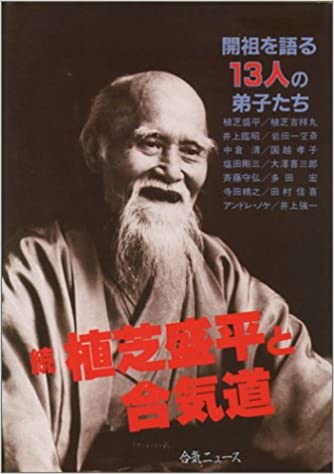 開祖を語る
13人の
弟子たち
植芝盛平／植芝吉祥丸
井上鑑昭／岩田一空斎
中倉 清／国越孝子
塩田剛三／大澤喜三郎
斉藤守弘／多田 宏
寺田精之／田村信喜
アンドレ・ノケ／井上強一
続 植芝盛平と
合気道
合気ニュース